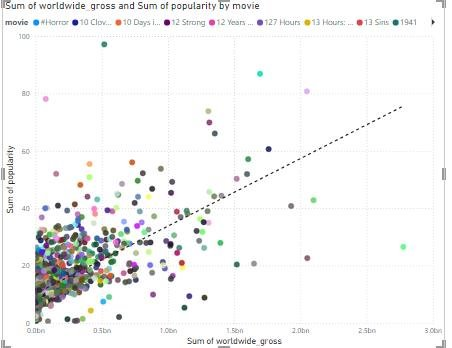 Sum of worldwide_gross and Sum of popularity by movie
movie #Horror 10 Clov... 10 Days i... 12 Strong 12 Years ... 127 Hours 13 Hours: ... 13 Sins 1941
100
80
60
40
20
0
Sum of popularity
0.0bn 0.5bn 1.0bn 1.5bn 2.0bn 2.5bn 3.0bn
Sum of worldwide_gross